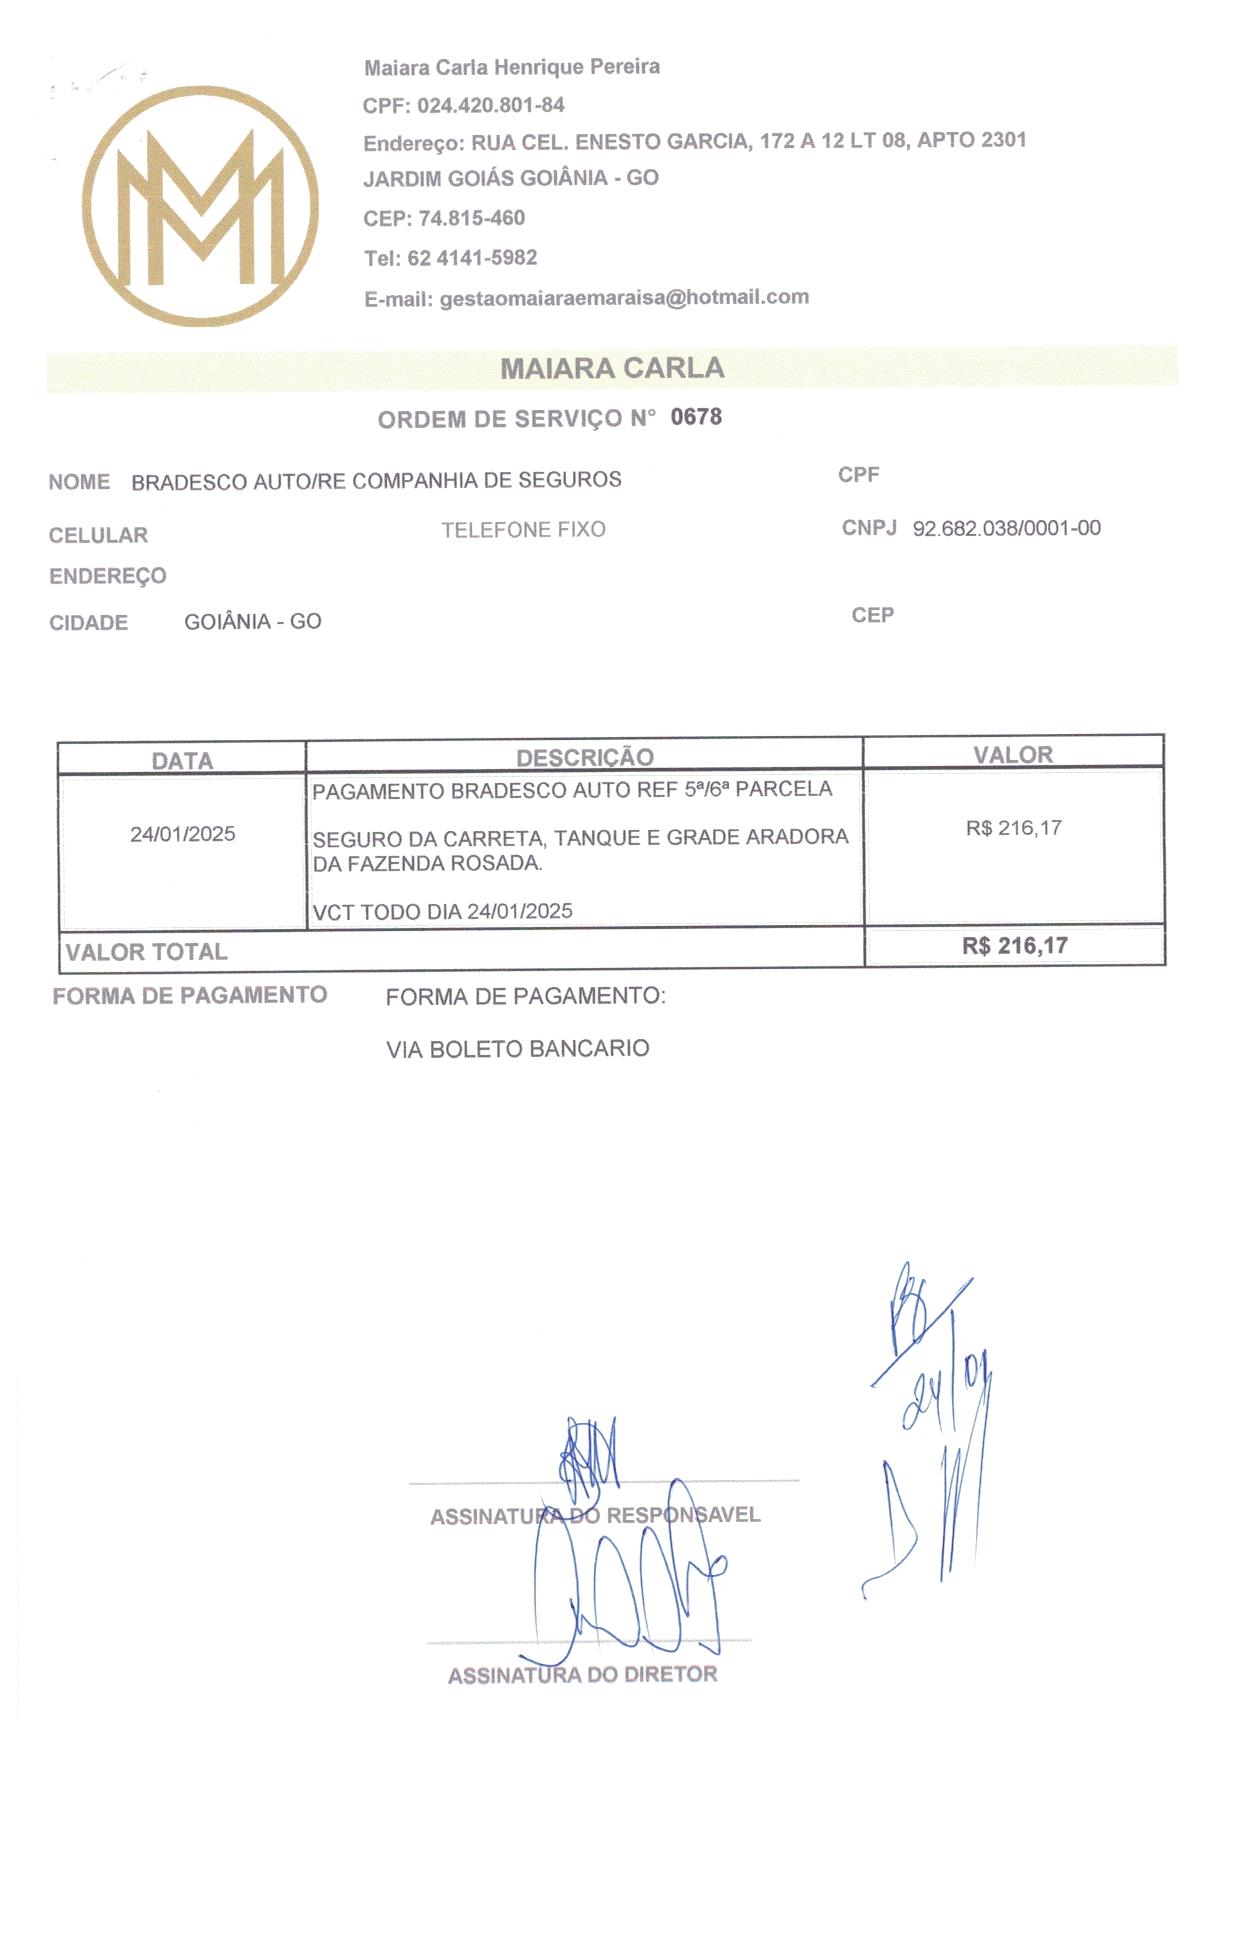 Maiara Carla Henrique Pereira
CPF: 024.420.801-84
Endereço: RUA CEL. ENESTO GARCIA, 172 A 12 LT 08, APTO 2301
JARDIM GOIÁS GOIÂNIA - GO
CEP: 74.815-460
Tel: 62 4141-5982
E-mail: gestaomaiaraemaraisa@hotmail.com
MAIARA CARLA
ORDEM DE SERVIÇO N° 0678
NOME BRADESCO AUTO/RE COMPANHIA DE SEGUROS CPF
CELULAR TELEFONE FIXO CNPJ 92.682.038/0001-00
ENDEREÇO
CIDADE GOIÂNIA - GO CEP
DATA DESCRIÇÃO VALOR
PAGAMENTO BRADESCO AUTO REF 5ª/6ª PARCELA
24/01/2025 SEGURO DA CARRETA, TANQUE E GRADE ARADORA R$ 216,17
DA FAZENDA ROSADA.
VCT TODO DIA 24/01/2025
VALOR TOTAL R$ 216,17
FORMA DE PAGAMENTO FORMA DE PAGAMENTO:
VIA BOLETO BANCARIO
24/01
ASSINATURA DO RESPONSAVEL
ASSINATURA DO DIRETOR